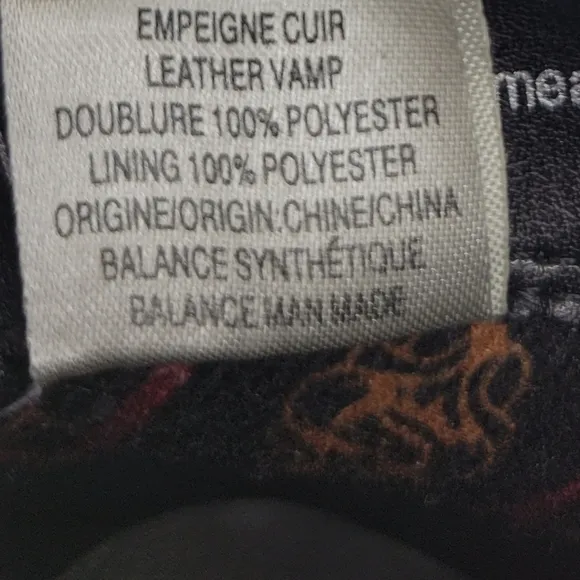 EMPEIGNE CUIR
LEATHER VAMP
DOUBLURE 100% POLYESTER
LINING 100% POLYESTER
ORIGINE/ORIGIN:CHINE/CHINA
BALANCE SYNTHÉTIQUE
BALANCE MAN MADE